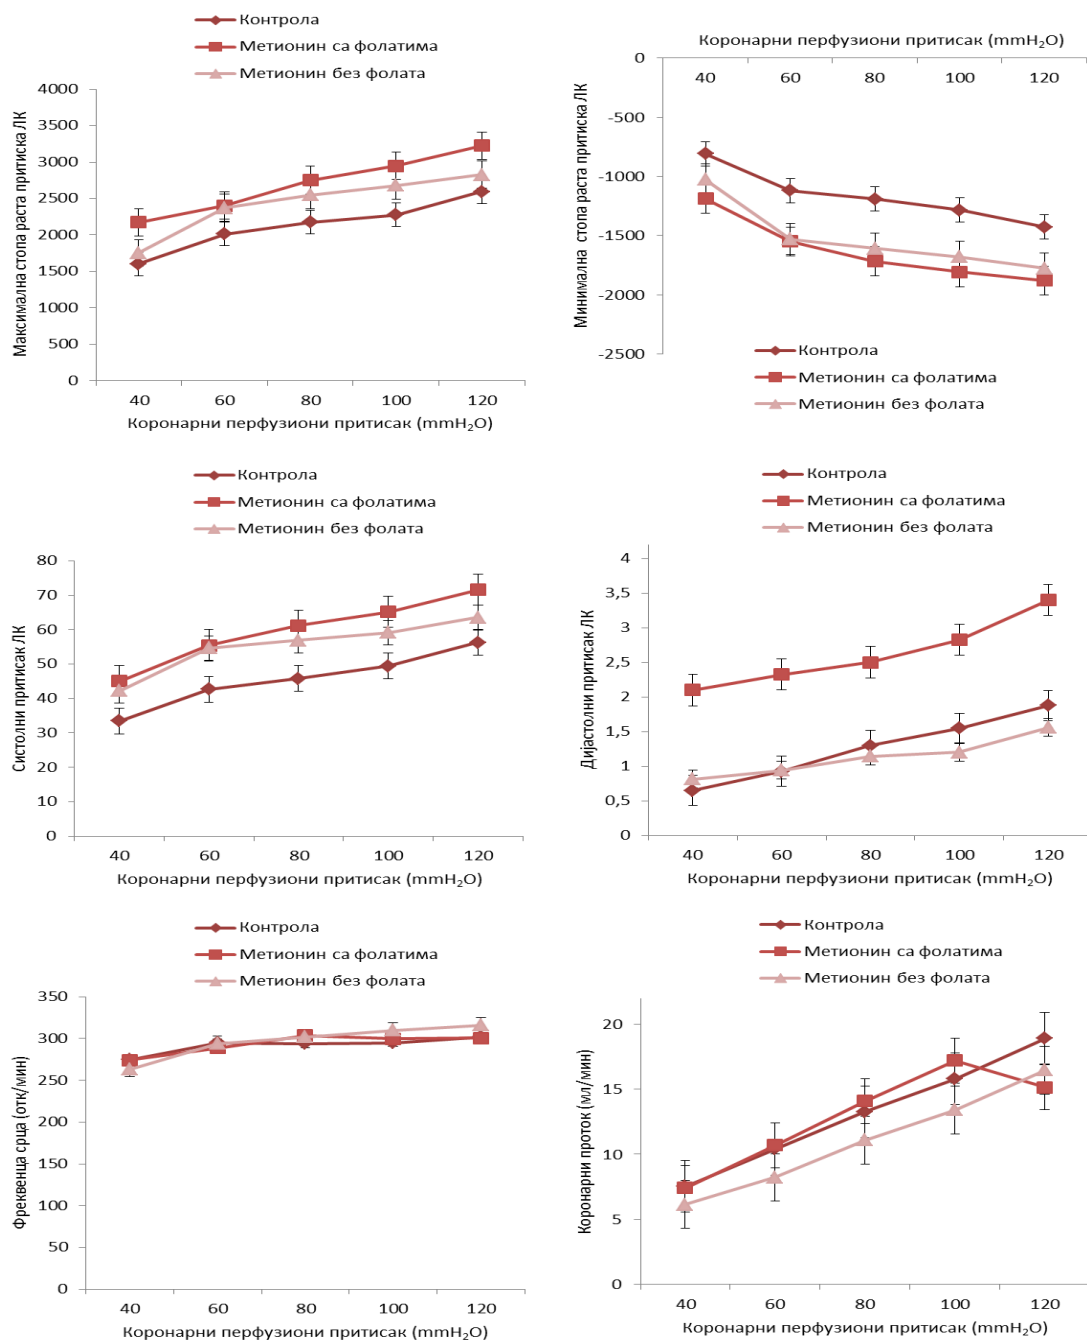 Контрола
Метионин са фолатима
Метионин без фолата
Максимална стопа раста притиска ЛК
4000
3500
3000
2500
2000
1500
1000
500
0
40 60 80 100 120
Коронарни перфузиони притисак (mmH₂O)
Коронарни перфузиони притисак (mmH₂O)
40 60 80 100 120
Минимална стопа раста притиска ЛК
0
-500
-1000
-1500
-2000
-2500
Контрола
Метионин са фолатима
Метионин без фолата
Контрола
Метионин са фолатима
Метионин без фолата
Систолни притисак ЛК
80
70
60
50
40
30
20
10
0
40 60 80 100 120
Коронарни перфузиони притисак (mmH₂O)
Контрола
Метионин са фолатима
Метионин без фолата
Дијастолни притисак ЛК
4
3,5
3
2,5
2
1,5
1
0,5
0
40 60 80 100 120
Коронарни перфузиони притисак (mmH₂O)
Контрола
Метионин са фолатима
Метионин без фолата
Фреквенца срца (отк/мин)
350
300
250
200
150
100
50
0
40 60 80 100 120
Коронарни перфузиони притисак (mmH₂O)
Контрола
Метионин са фолатима
Метионин без фолата
Коронарни проток (мл/мин)
20
15
10
5
0
40 60 80 100 120
Коронарни перфузиони притисак (mmH₂O)